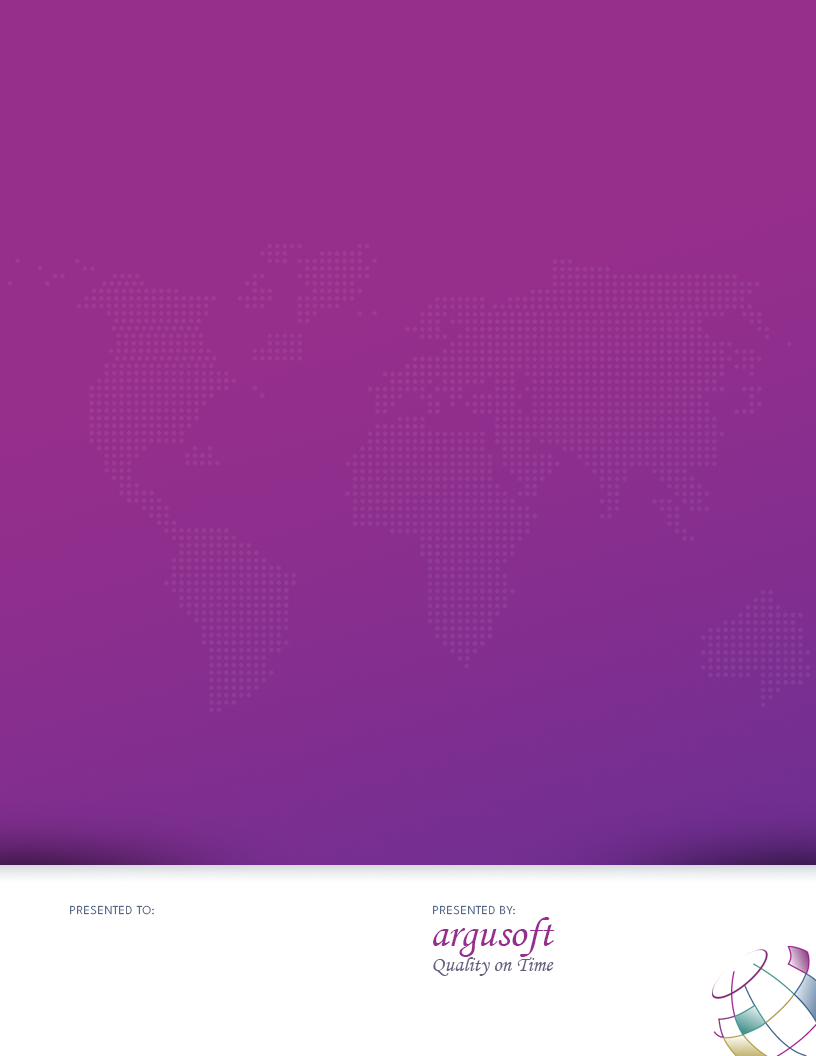 PRESENTED TO:
PRESENTED BY:
argusoft
Quality on Time